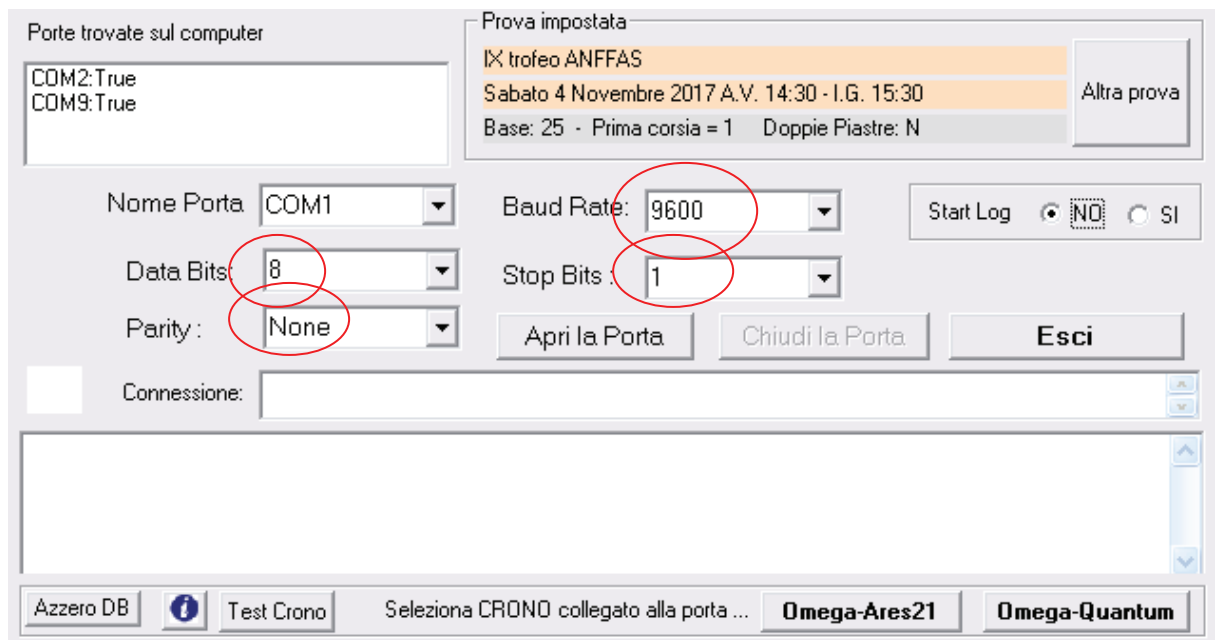 Porte trovate sul computer
COM2:True
COM9:True
Prova impostata
IX trofeo ANFFAS
Sabato 4 Novembre 2017 A.V. 14:30 - I.G. 15:30
Base: 25 - Prima corsia = 1 Doppie Piastre: N
Altra prova
Nome Porta COM1
Baud Rate: 9600
Start Log NO SI
Data Bits: 8
Stop Bits : 1
Parity : None
Apri la Porta
Chiudi la Porta
Esci
Connessione:
Azzero DB
i
Test Crono
Seleziona CRONO collegato alla porta ...
Omega-Ares21
Omega-Quantum